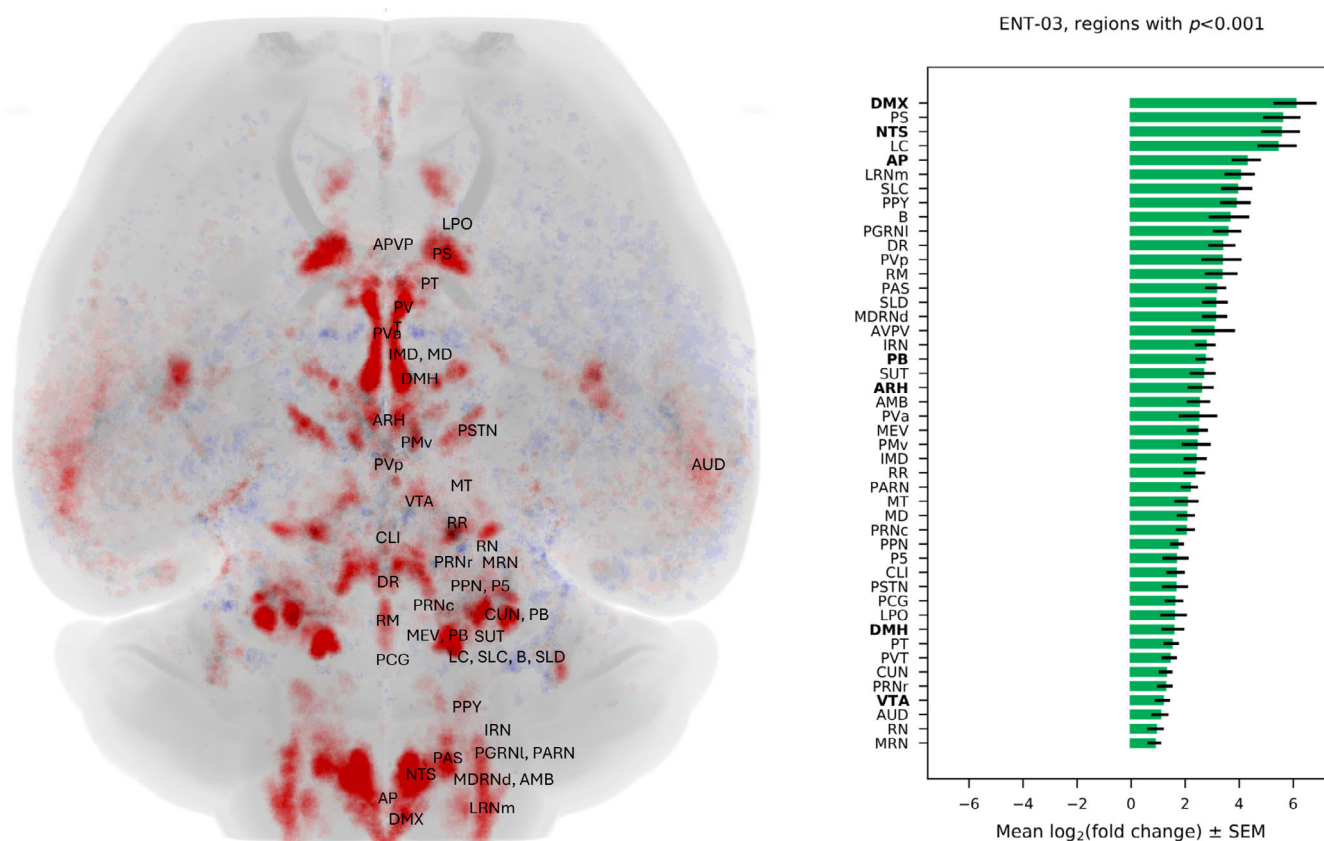 LPO
APVP
PS
PT
PV
T
PVa
IMD, MD
DMH
ARH
PSTN
PMv
PVp
AUD
MT
VTA
RR
CLI
RN
PRNr MRN
DR
PPN, P5
PRNc
CUN, PB
RM
MEV, PB SUT
PCG
LC, SLC, B, SLD
PPY
IRN
PAS
PGRNl, PARN
NTS
MDRNd, AMB
AP
LRNm
DMX
ENT-03, regions with p<0.001
DMX
PS
NTS
LC
AP
LRNm
SLC
PPY
B
PGRNl
DR
PVp
RM
PAS
SLD
MDRNd
AVPV
IRN
PB
SUT
ARH
AMB
PVa
MEV
PMv
IMD
RR
PARN
MT
MD
PRNc
PPN
P5
CLI
PSTN
PCG
LPO
DMH
PT
PVT
CUN
PRNr
VTA
AUD
RN
MRN
−6 −4 −2 0 2 4 6
Mean log₂(fold change) ± SEM